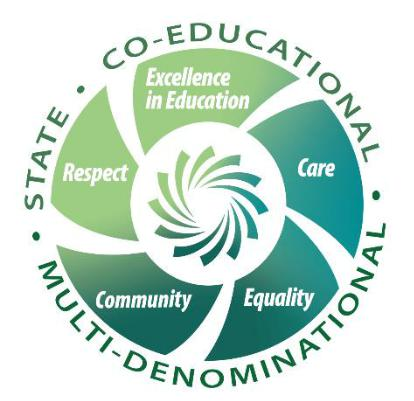 STATE • CO-EDUCATIONAL •
MULTI-DENOMINATIONAL •
Excellence
in Education
Care
Equality
Community
Respect